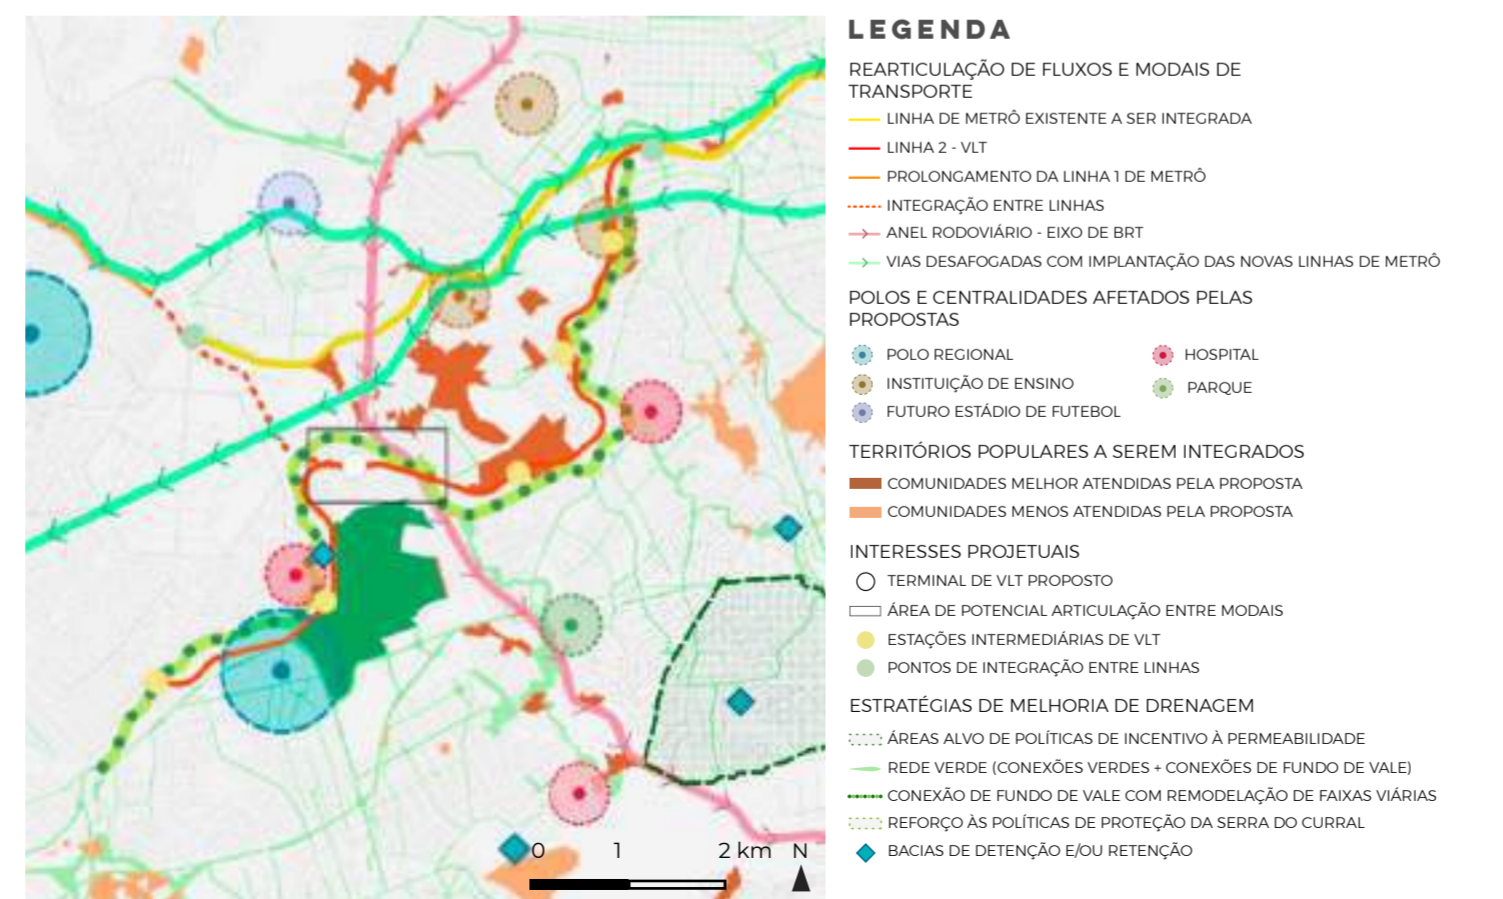 LEGENDA
REARTICULAÇÃO DE FLUXOS E MODAIS DE
TRANSPORTE
LINHA DE METRÔ EXISTENTE A SER INTEGRADA
LINHA 2 - VLT
PROLONGAMENTO DA LINHA 1 DE METRÔ
INTEGRAÇÃO ENTRE LINHAS
ANEL RODOVIÁRIO - EIXO DE BRT
VIAS DESAFOGADAS COM IMPLANTAÇÃO DAS NOVAS LINHAS DE METRÔ
POLOS E CENTRALIDADES AFETADOS PELAS
PROPOSTAS
POLO REGIONAL
HOSPITAL
INSTITUIÇÃO DE ENSINO
PARQUE
FUTURO ESTÁDIO DE FUTEBOL
TERRITÓRIOS POPULARES A SEREM INTEGRADOS
COMUNIDADES MELHOR ATENDIDAS PELA PROPOSTA
COMUNIDADES MENOS ATENDIDAS PELA PROPOSTA
INTERESSES PROJETUAIS
TERMINAL DE VLT PROPOSTO
ÁREA DE POTENCIAL ARTICULAÇÃO ENTRE MODAIS
ESTAÇÕES INTERMEDIÁRIAS DE VLT
PONTOS DE INTEGRAÇÃO ENTRE LINHAS
ESTRATÉGIAS DE MELHORIA DE DRENAGEM
ÁREAS ALVO DE POLÍTICAS DE INCENTIVO À PERMEABILIDADE
REDE VERDE (CONEXÕES VERDES + CONEXÕES DE FUNDO DE VALE)
CONEXÃO DE FUNDO DE VALE COM REMODELAÇÃO DE FAIXAS VIÁRIAS
REFORÇO ÀS POLÍTICAS DE PROTEÇÃO DA SERRA DO CURRAL
BACIAS DE DETENÇÃO E/OU RETENÇÃO
0 1 2 km N